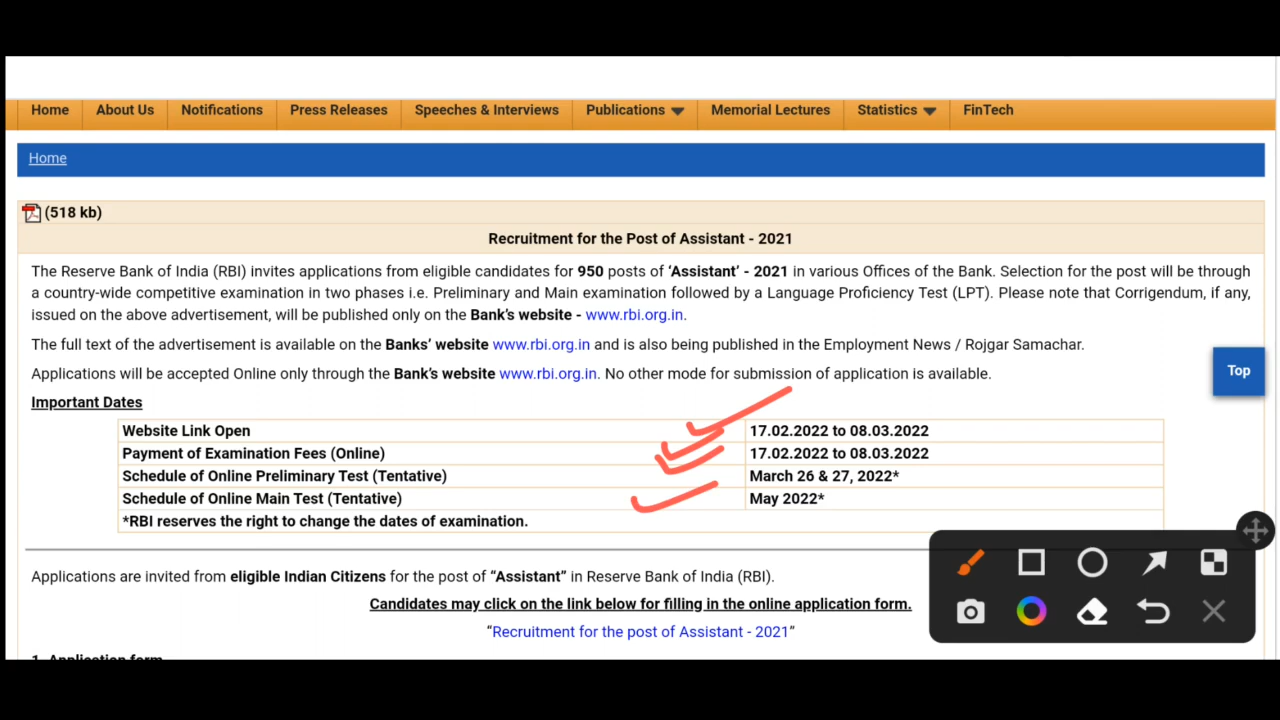 Home About Us Notifications Press Releases Speeches & Interviews Publications Memorial Lectures Statistics FinTech
Home
(518 kb)
Recruitment for the Post of Assistant - 2021
The Reserve Bank of India (RBI) invites applications from eligible candidates for 950 posts of ‘Assistant’ - 2021 in various Offices of the Bank. Selection for the post will be through
a country-wide competitive examination in two phases i.e. Preliminary and Main examination followed by a Language Proficiency Test (LPT). Please note that Corrigendum, if any,
issued on the above advertisement, will be published only on the Bank’s website - www.rbi.org.in.
The full text of the advertisement is available on the Banks’ website www.rbi.org.in and is also being published in the Employment News / Rojgar Samachar.
Applications will be accepted Online only through the Bank’s website www.rbi.org.in. No other mode for submission of application is available.
Top
Important Dates
Website Link Open 17.02.2022 to 08.03.2022
Payment of Examination Fees (Online) 17.02.2022 to 08.03.2022
Schedule of Online Preliminary Test (Tentative) March 26 & 27, 2022*
Schedule of Online Main Test (Tentative) May 2022*
*RBI reserves the right to change the dates of examination.
Applications are invited from eligible Indian Citizens for the post of “Assistant” in Reserve Bank of India (RBI).
Candidates may click on the link below for filling in the online application form.
“Recruitment for the post of Assistant - 2021”
1. Application form